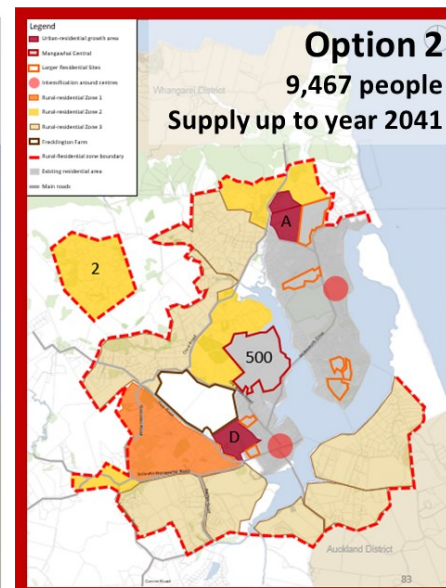 Legend
Urban-residential growth area
Mangawhai Central
Larger Residential Sites
Intensification around centres
Rural-residential Zone 1
Rural-residential Zone 2
Rural-residential Zone 3
Frecklington Farm
Rural-Residential zone boundary
Existing residential area
Main roads
Option 2
9,467 people
Supply up to year 2041
Whangarei District
A
2
500
D
Auckland District
83